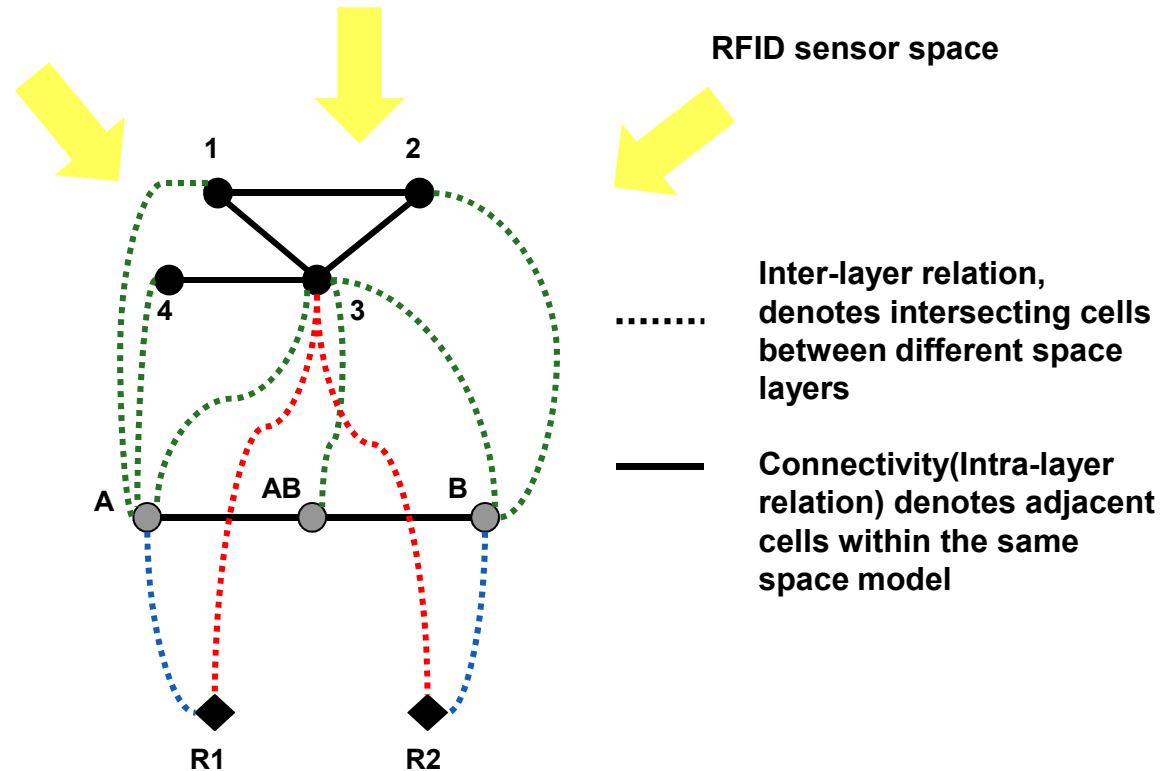 RFID sensor space
1
2
4
3
Inter-layer relation,
denotes intersecting cells
between different space
layers
A
AB
B
Connectivity(Intra-layer
relation) denotes adjacent
cells within the same
space model
R1
R2